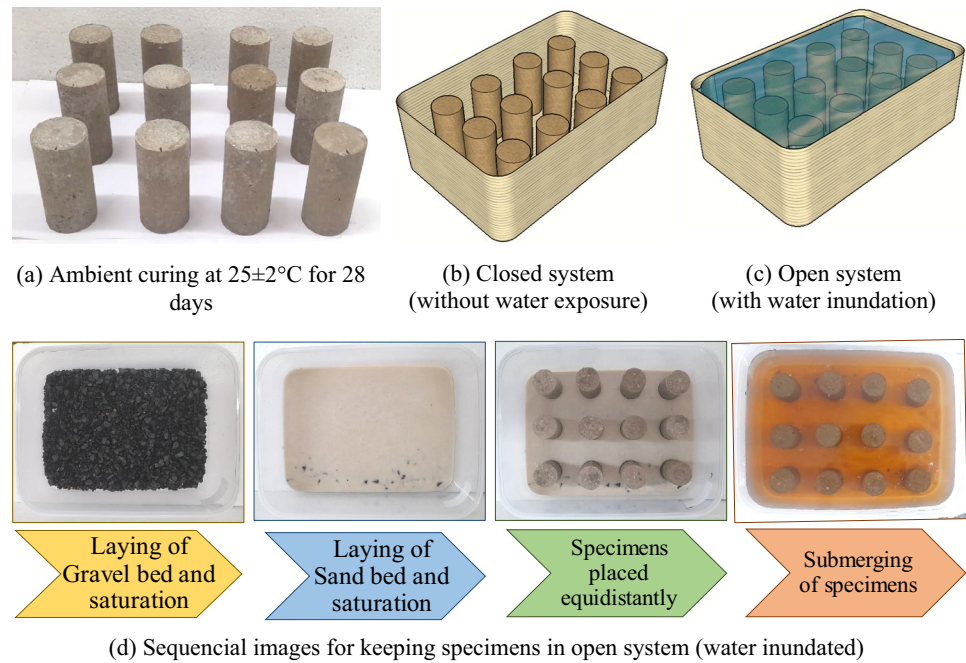 (a) Ambient curing at 25±2°C for 28
days
(b) Closed system
(without water exposure)
(c) Open system
(with water inundation)
Laying of
Gravel bed and
saturation
Laying of
Sand bed and
saturation
Specimens
placed
equidistantly
Submerging
of specimens
(d) Sequencial images for keeping specimens in open system (water inundated)